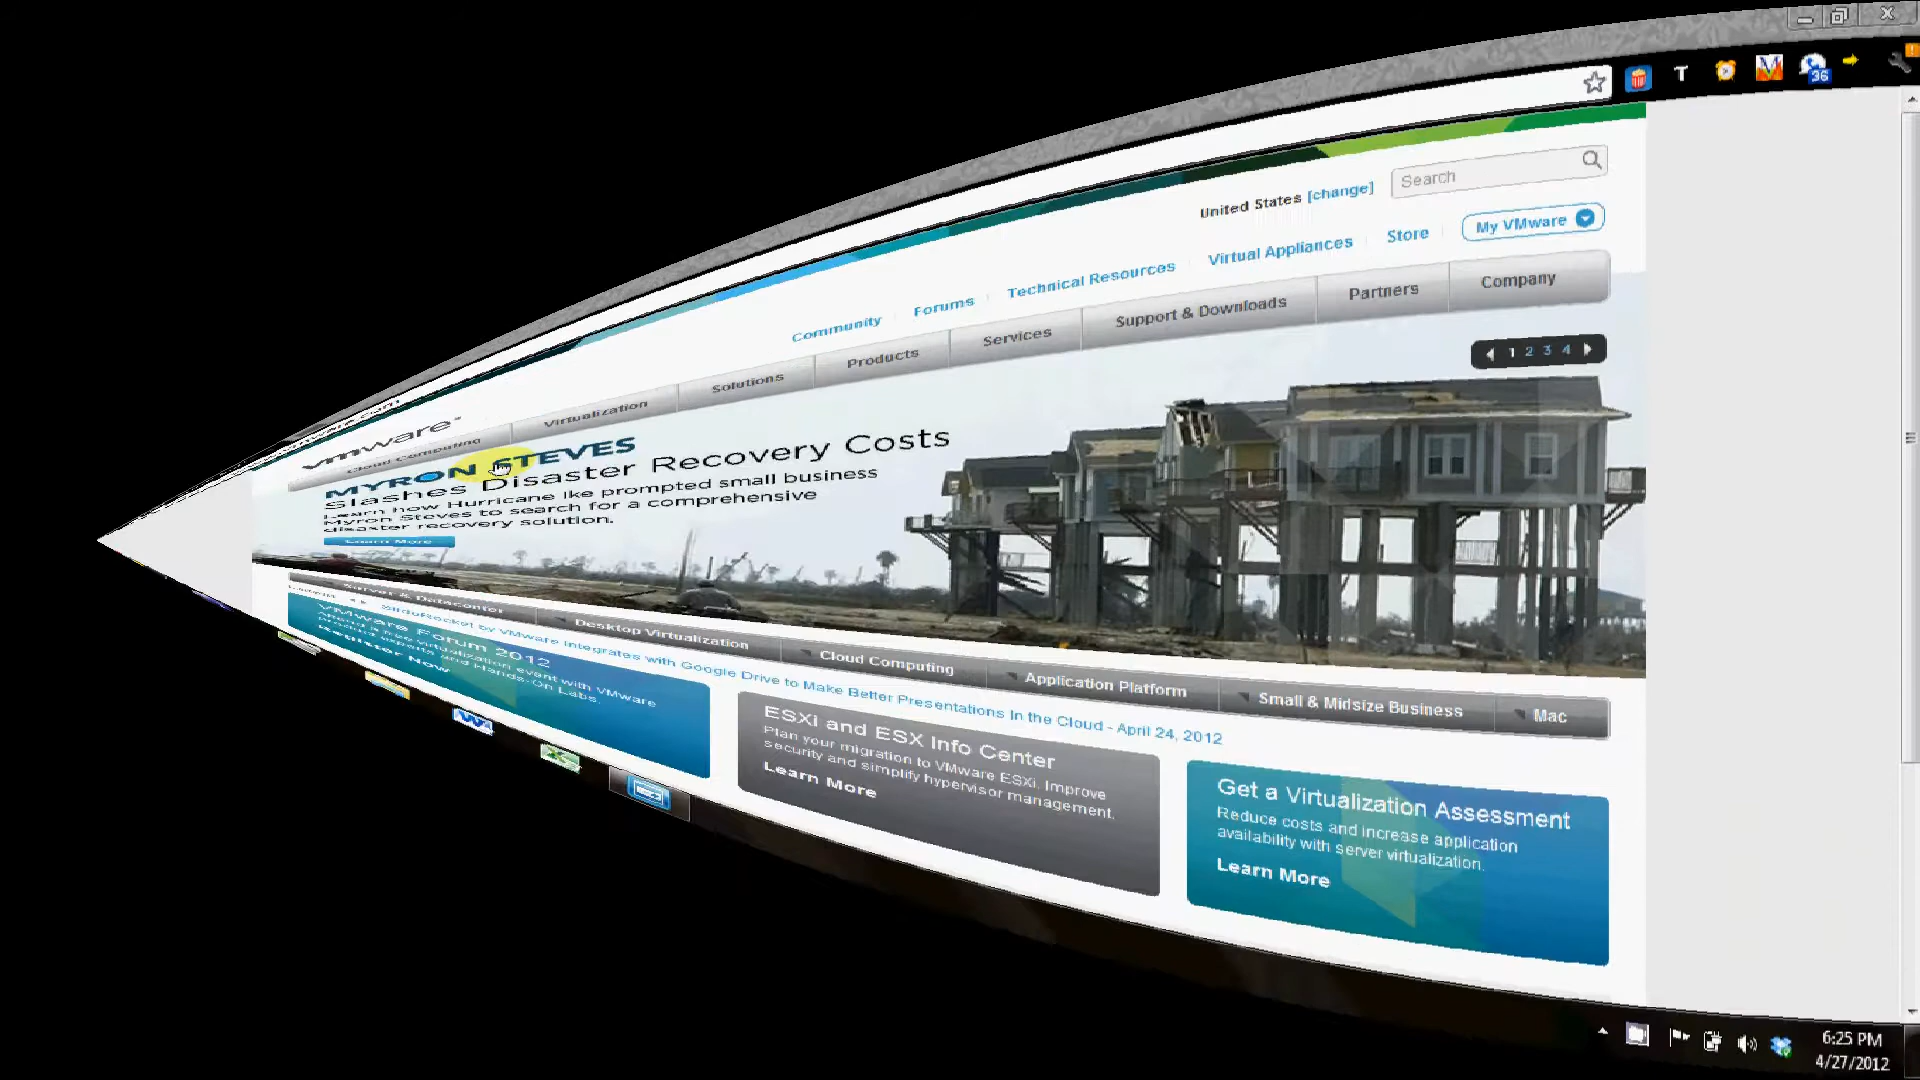 36
United States [change]
Search
Community
Forums
Technical Resources
Virtual Appliances
Store
My VMware
vmware
Cloud Computing
Virtualization
Solutions
Products
Services
Support & Downloads
Partners
Company
1 2 3 4
MYRON STEVES
Slashes Disaster Recovery Costs
Learn how Hurricane Ike prompted small business
Myron Steves to search for a comprehensive
disaster recovery solution.
Learn More
Server & Datacenter
Desktop Virtualization
Cloud Computing
Application Platform
Small & Midsize Business
Mac
SlideRocket by VMware Integrates with Google Drive to Make Better Presentations In the Cloud - April 24, 2012
VMware Forum 2012
Attend a free virtualization event with VMware
product experts and Hands-On Labs.
Register Now
ESXi and ESX Info Center
Plan your migration to VMware ESXi. Improve
security and simplify hypervisor management.
Learn More
Get a Virtualization Assessment
Reduce costs and increase application
availability with server virtualization.
Learn More
6:25 PM
4/27/2012